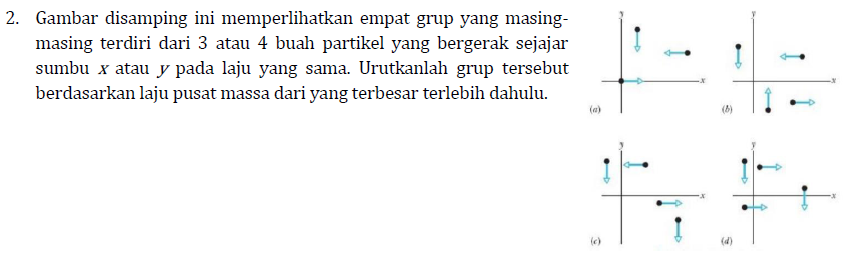 2. Gambar disamping ini memperlihatkan empat grup yang masing-
masing terdiri dari 3 atau 4 buah partikel yang bergerak sejajar
sumbu x atau y pada laju yang sama. Urutkanlah grup tersebut
berdasarkan laju pusat massa dari yang terbesar terlebih dahulu.
y
y
x
x
(a)
(b)
y
y
x
x
(c)
(d)